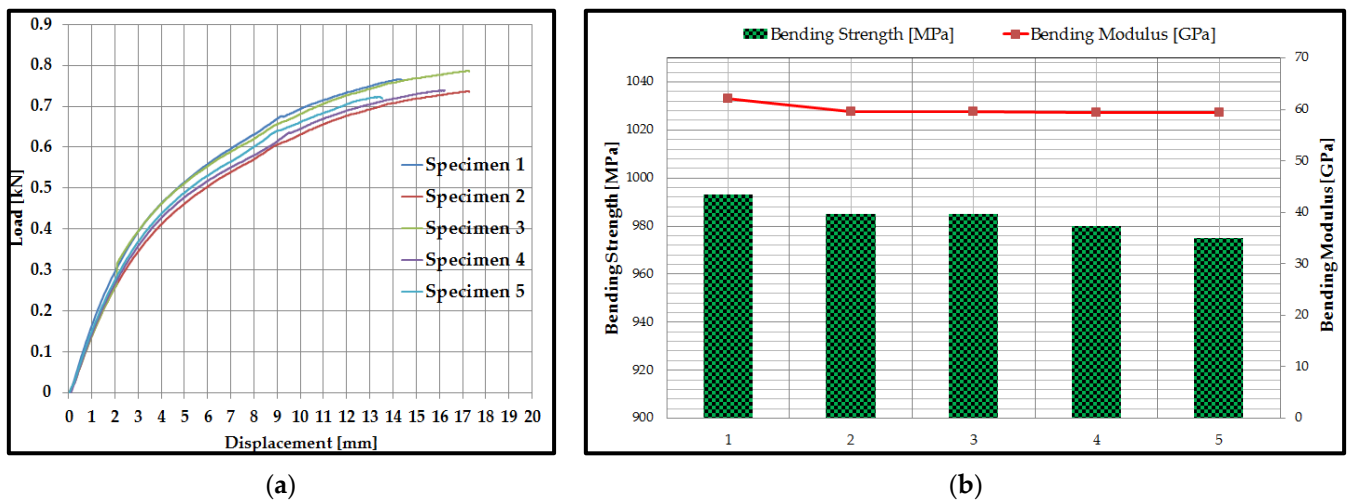 0.9
0.8
0.7
0.6
0.5
0.4
0.3
0.2
0.1
0
Load [kN]
Specimen 1
Specimen 2
Specimen 3
Specimen 4
Specimen 5
0 1 2 3 4 5 6 7 8 9 10 11 12 13 14 15 16 17 18 19 20
Displacement [mm]
(a)
Bending Strength [MPa] Bending Modulus [GPa]
1040
1020
1000
980
960
940
920
900
Bending Strength [MPa]
70
60
50
40
30
20
10
0
Bending Modulus [GPa]
1 2 3 4 5
(b)